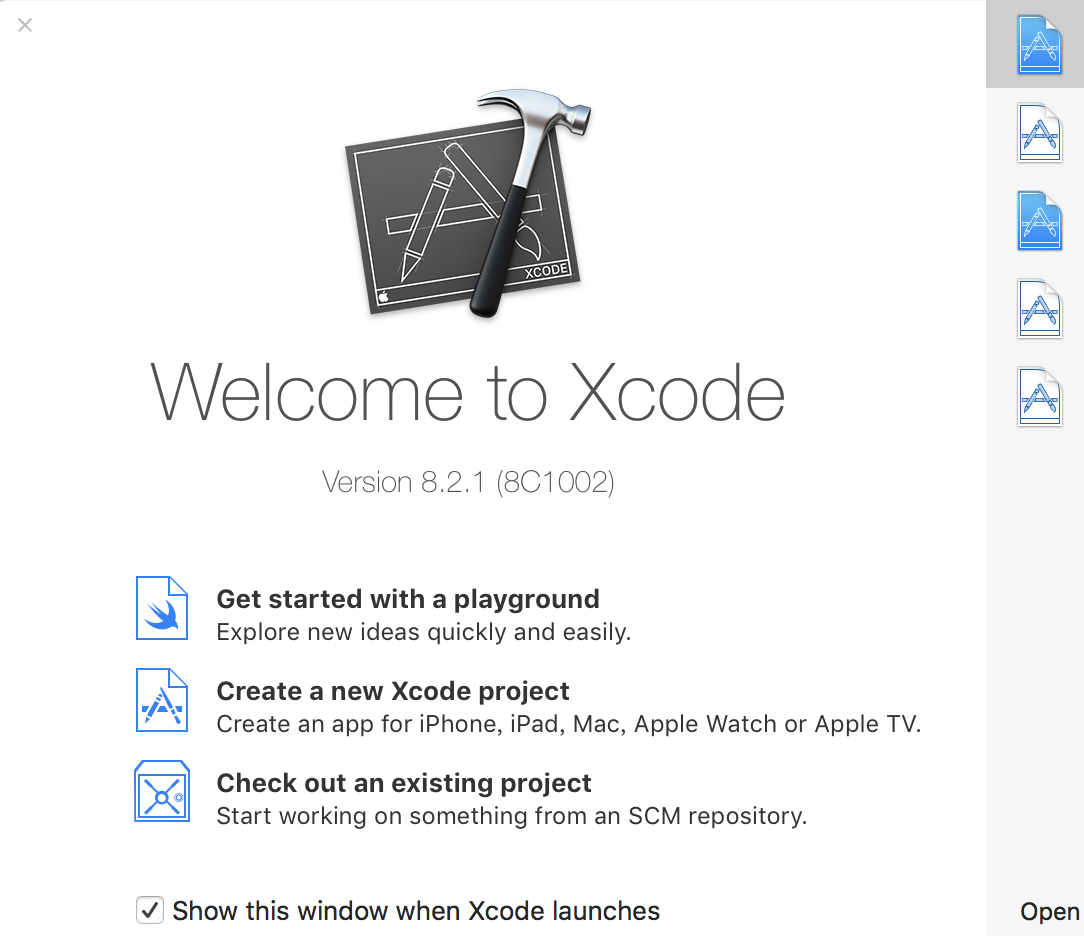 XCODE
Welcome to Xcode
Version 8.2.1 (8C1002)
Get started with a playground
Explore new ideas quickly and easily.
Create a new Xcode project
Create an app for iPhone, iPad, Mac, Apple Watch or Apple TV.
Check out an existing project
Start working on something from an SCM repository.
Show this window when Xcode launches
Open